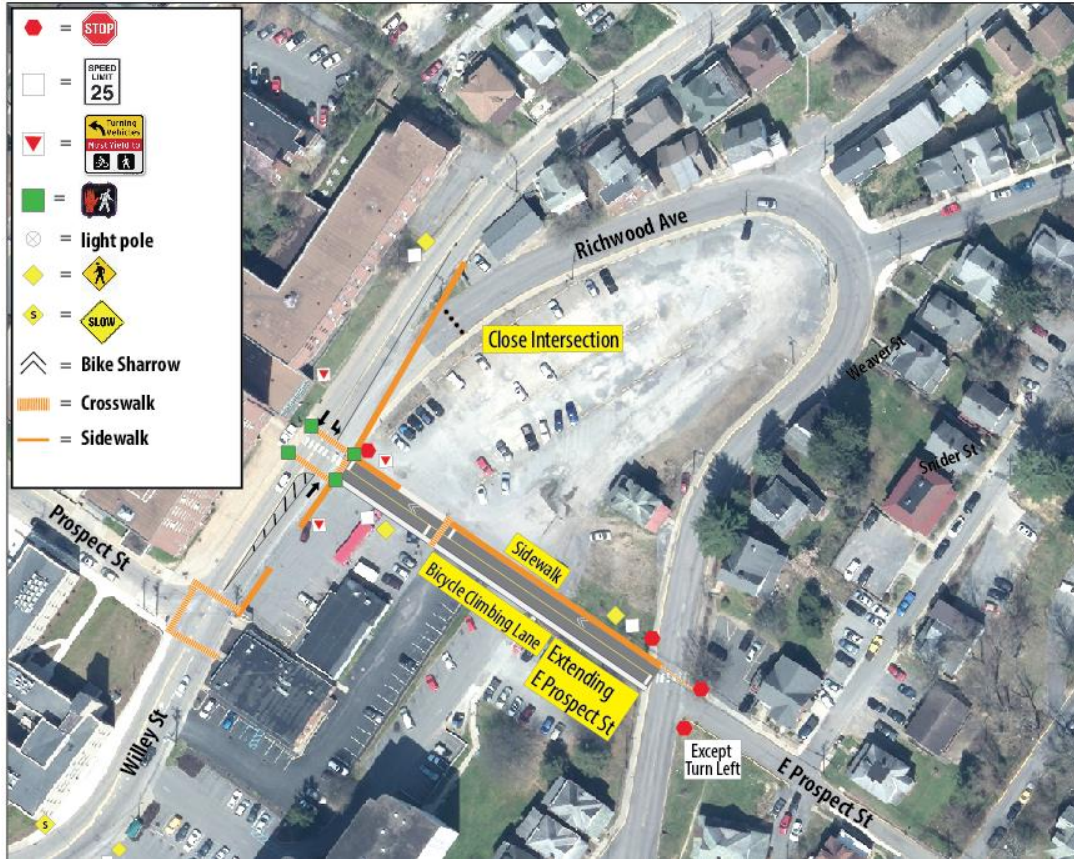 = STOP
= SPEED
LIMIT
25
= Turning
Vehicles
Must Yield to
=
= light pole
=
S = SLOW
= Bike Sharrow
= Crosswalk
= Sidewalk
Richwood Ave
Close Intersection
Weaver St
Snider St
Prospect St
Sidewalk
Bicycle Climbing Lane
Extending
E Prospect St
Willey St
Except
Turn Left
E Prospect St
S